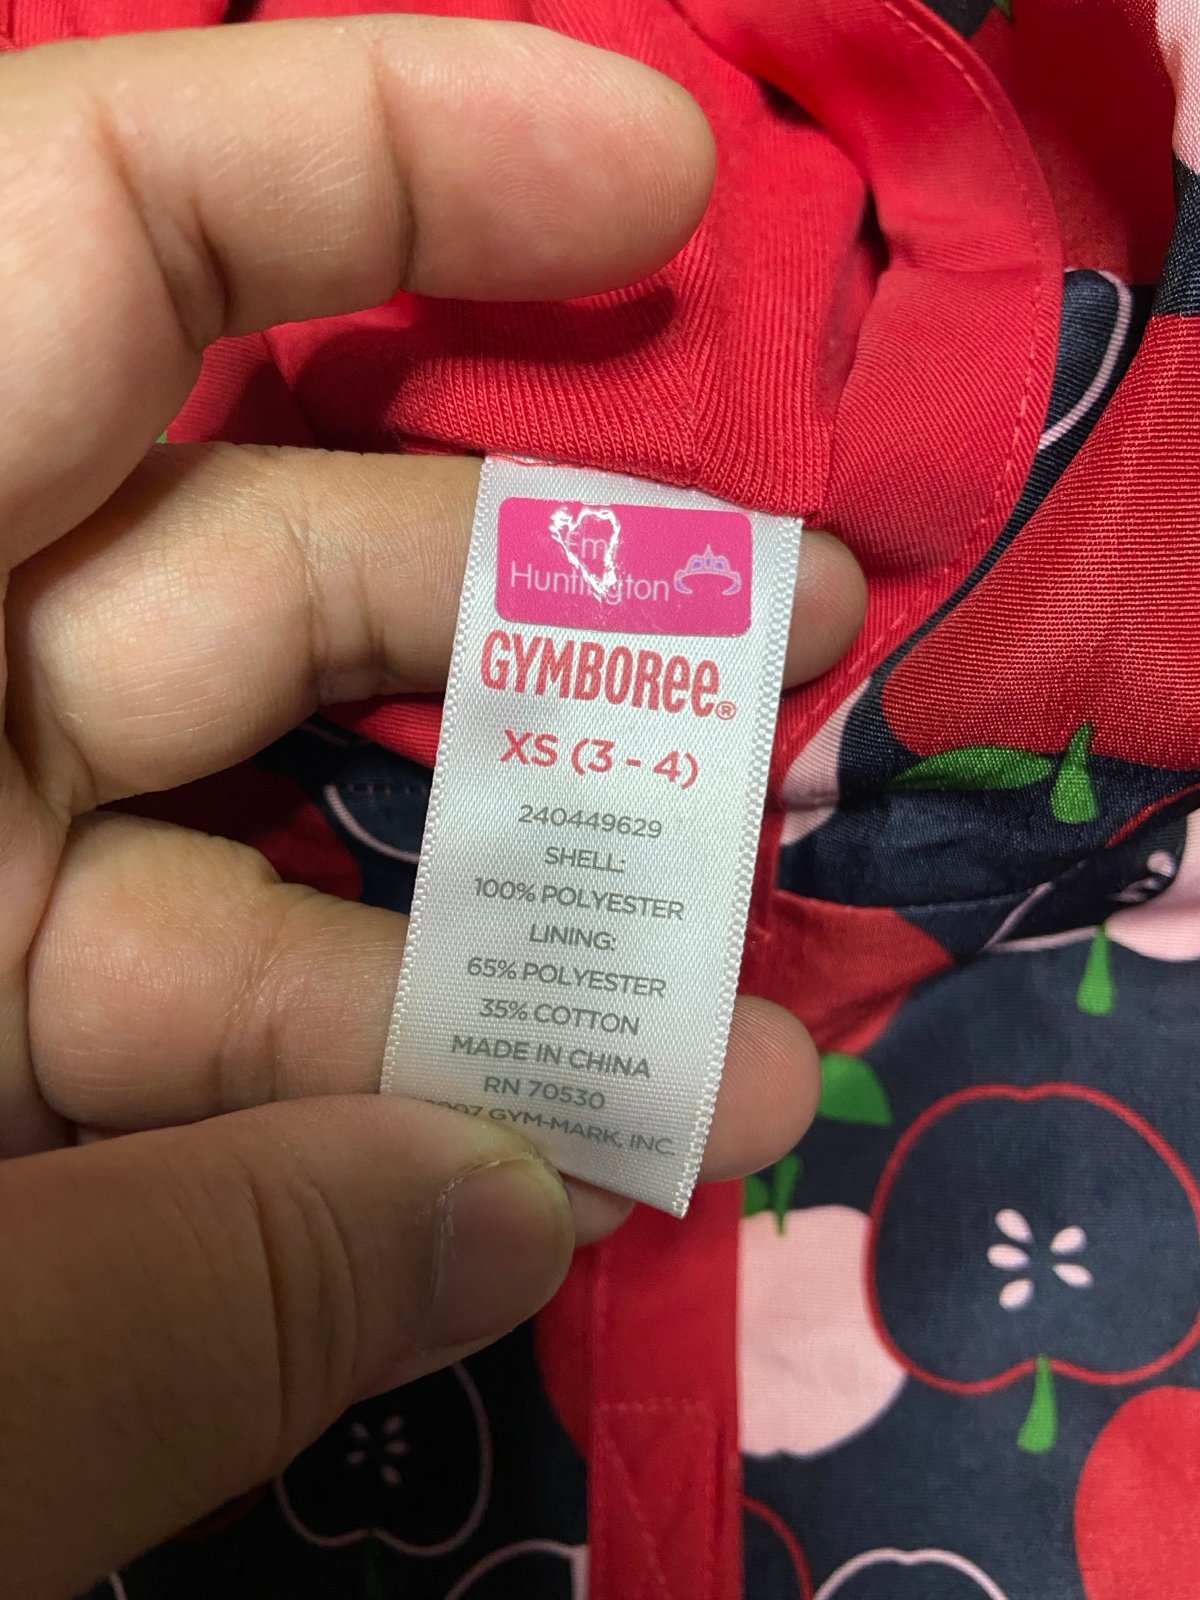 Huntington
GYMBOREE®
XS (3 - 4)
240449629
SHELL:
100% POLYESTER
LINING:
65% POLYESTER
35% COTTON
MADE IN CHINA
RN 70530
GYM-MARK, INC.